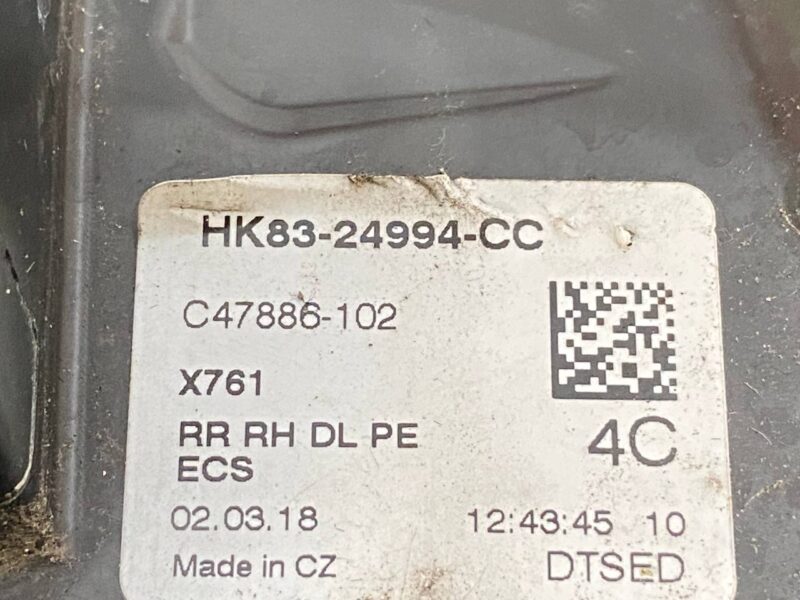 HK83-24994-CC
C47886-102
X761
RR RH DL PE
ECS
4C
02.03.18 12:43:45 10
Made in CZ DTSED